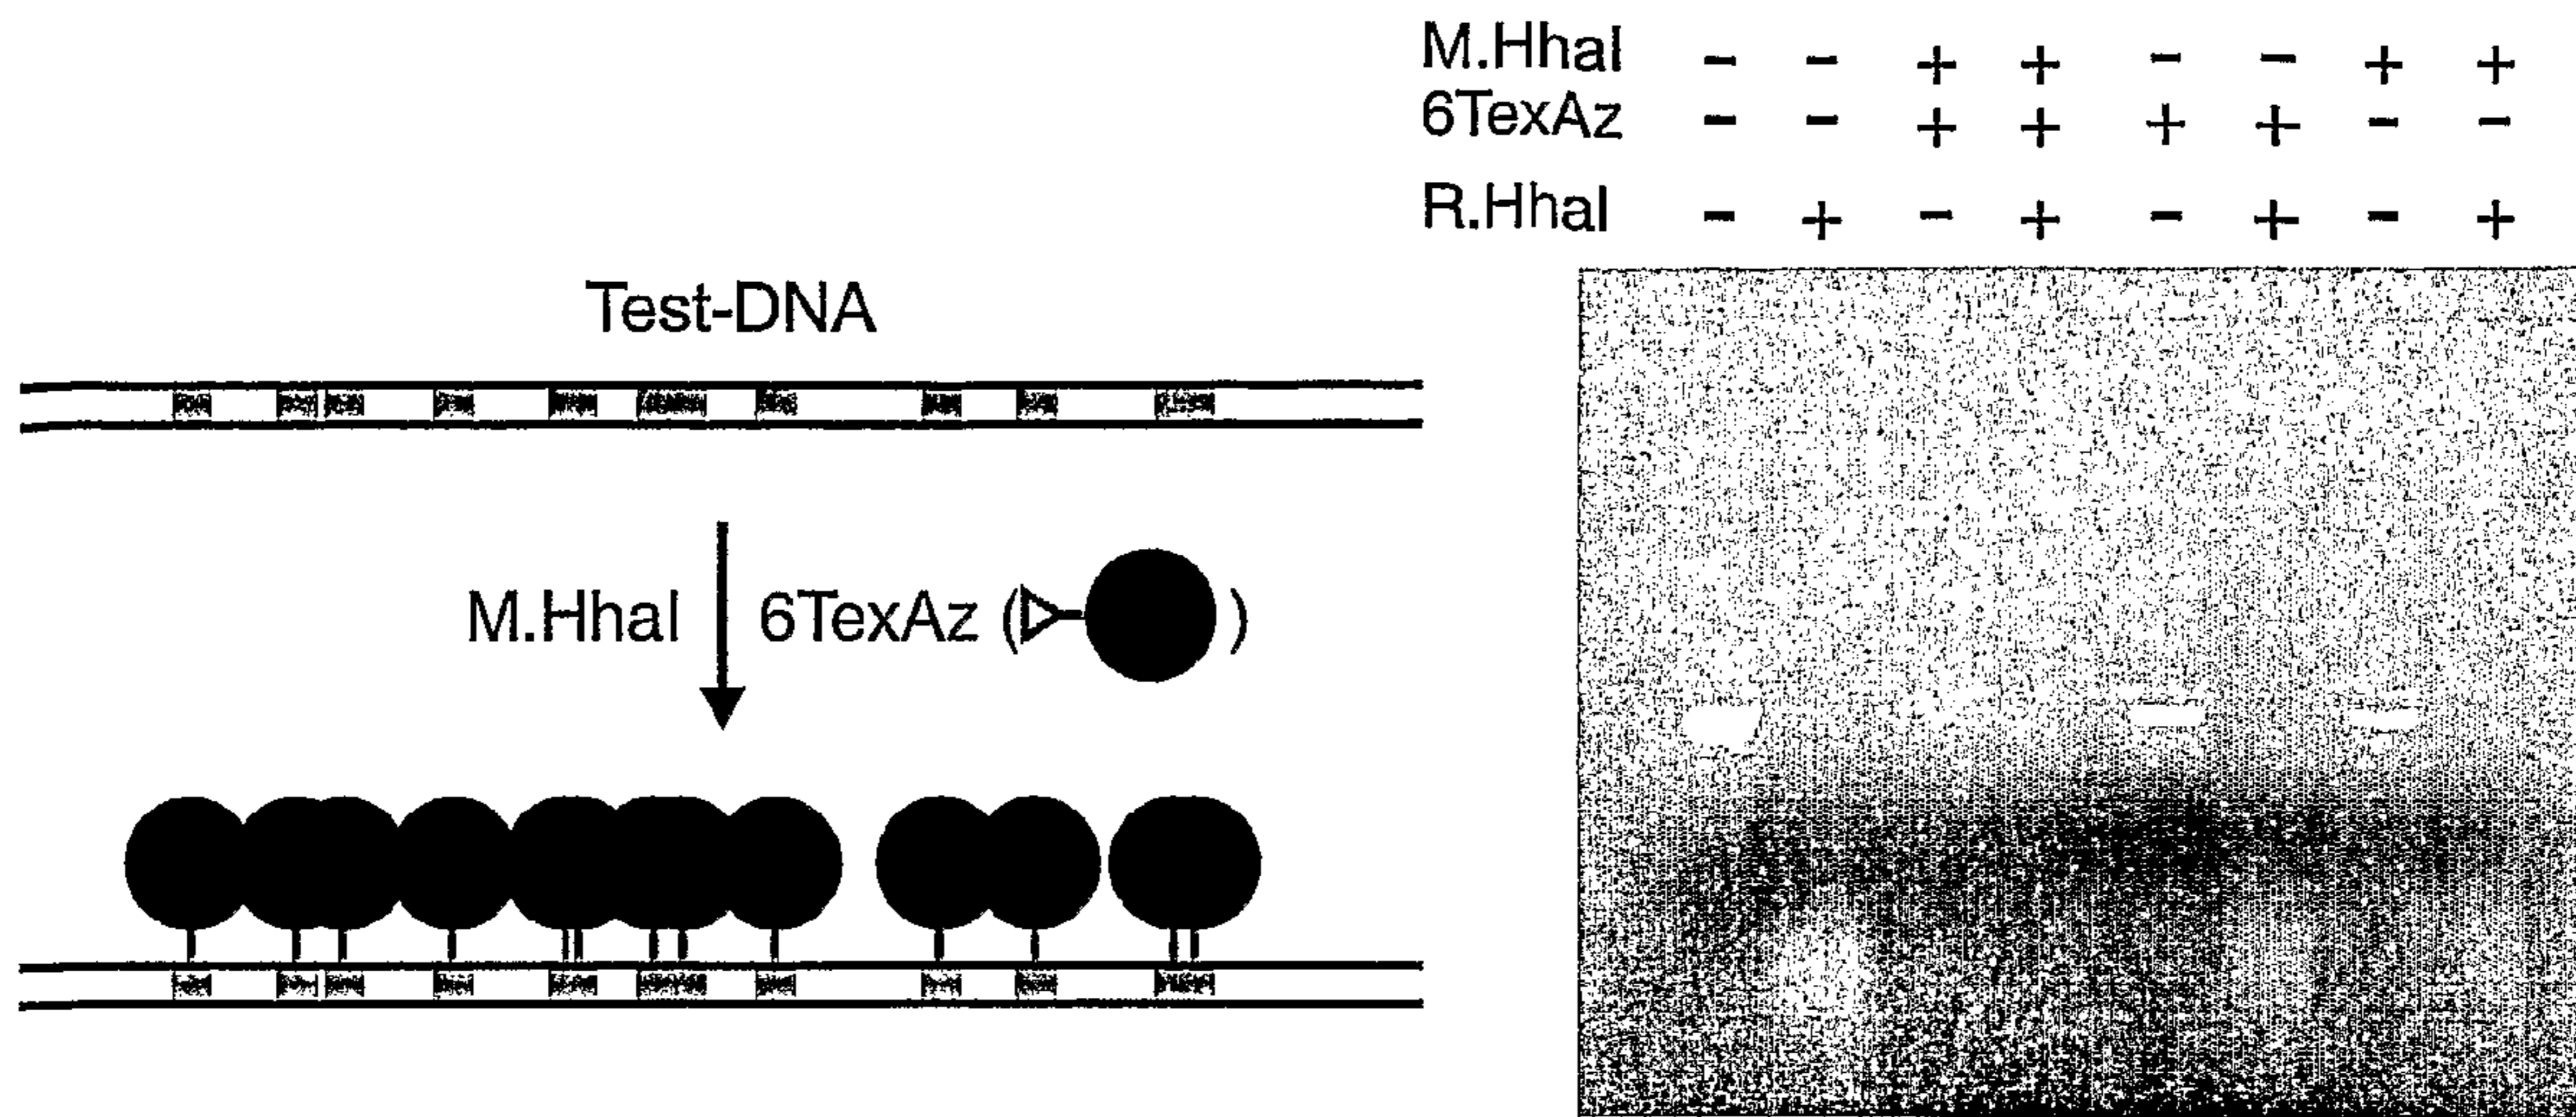 M.HhaI - - + + - - + +
6TexAz - - + + + + - -
R.HhaI - + - + - + - +
Test-DNA
M.HhaI 6TexAz ( )